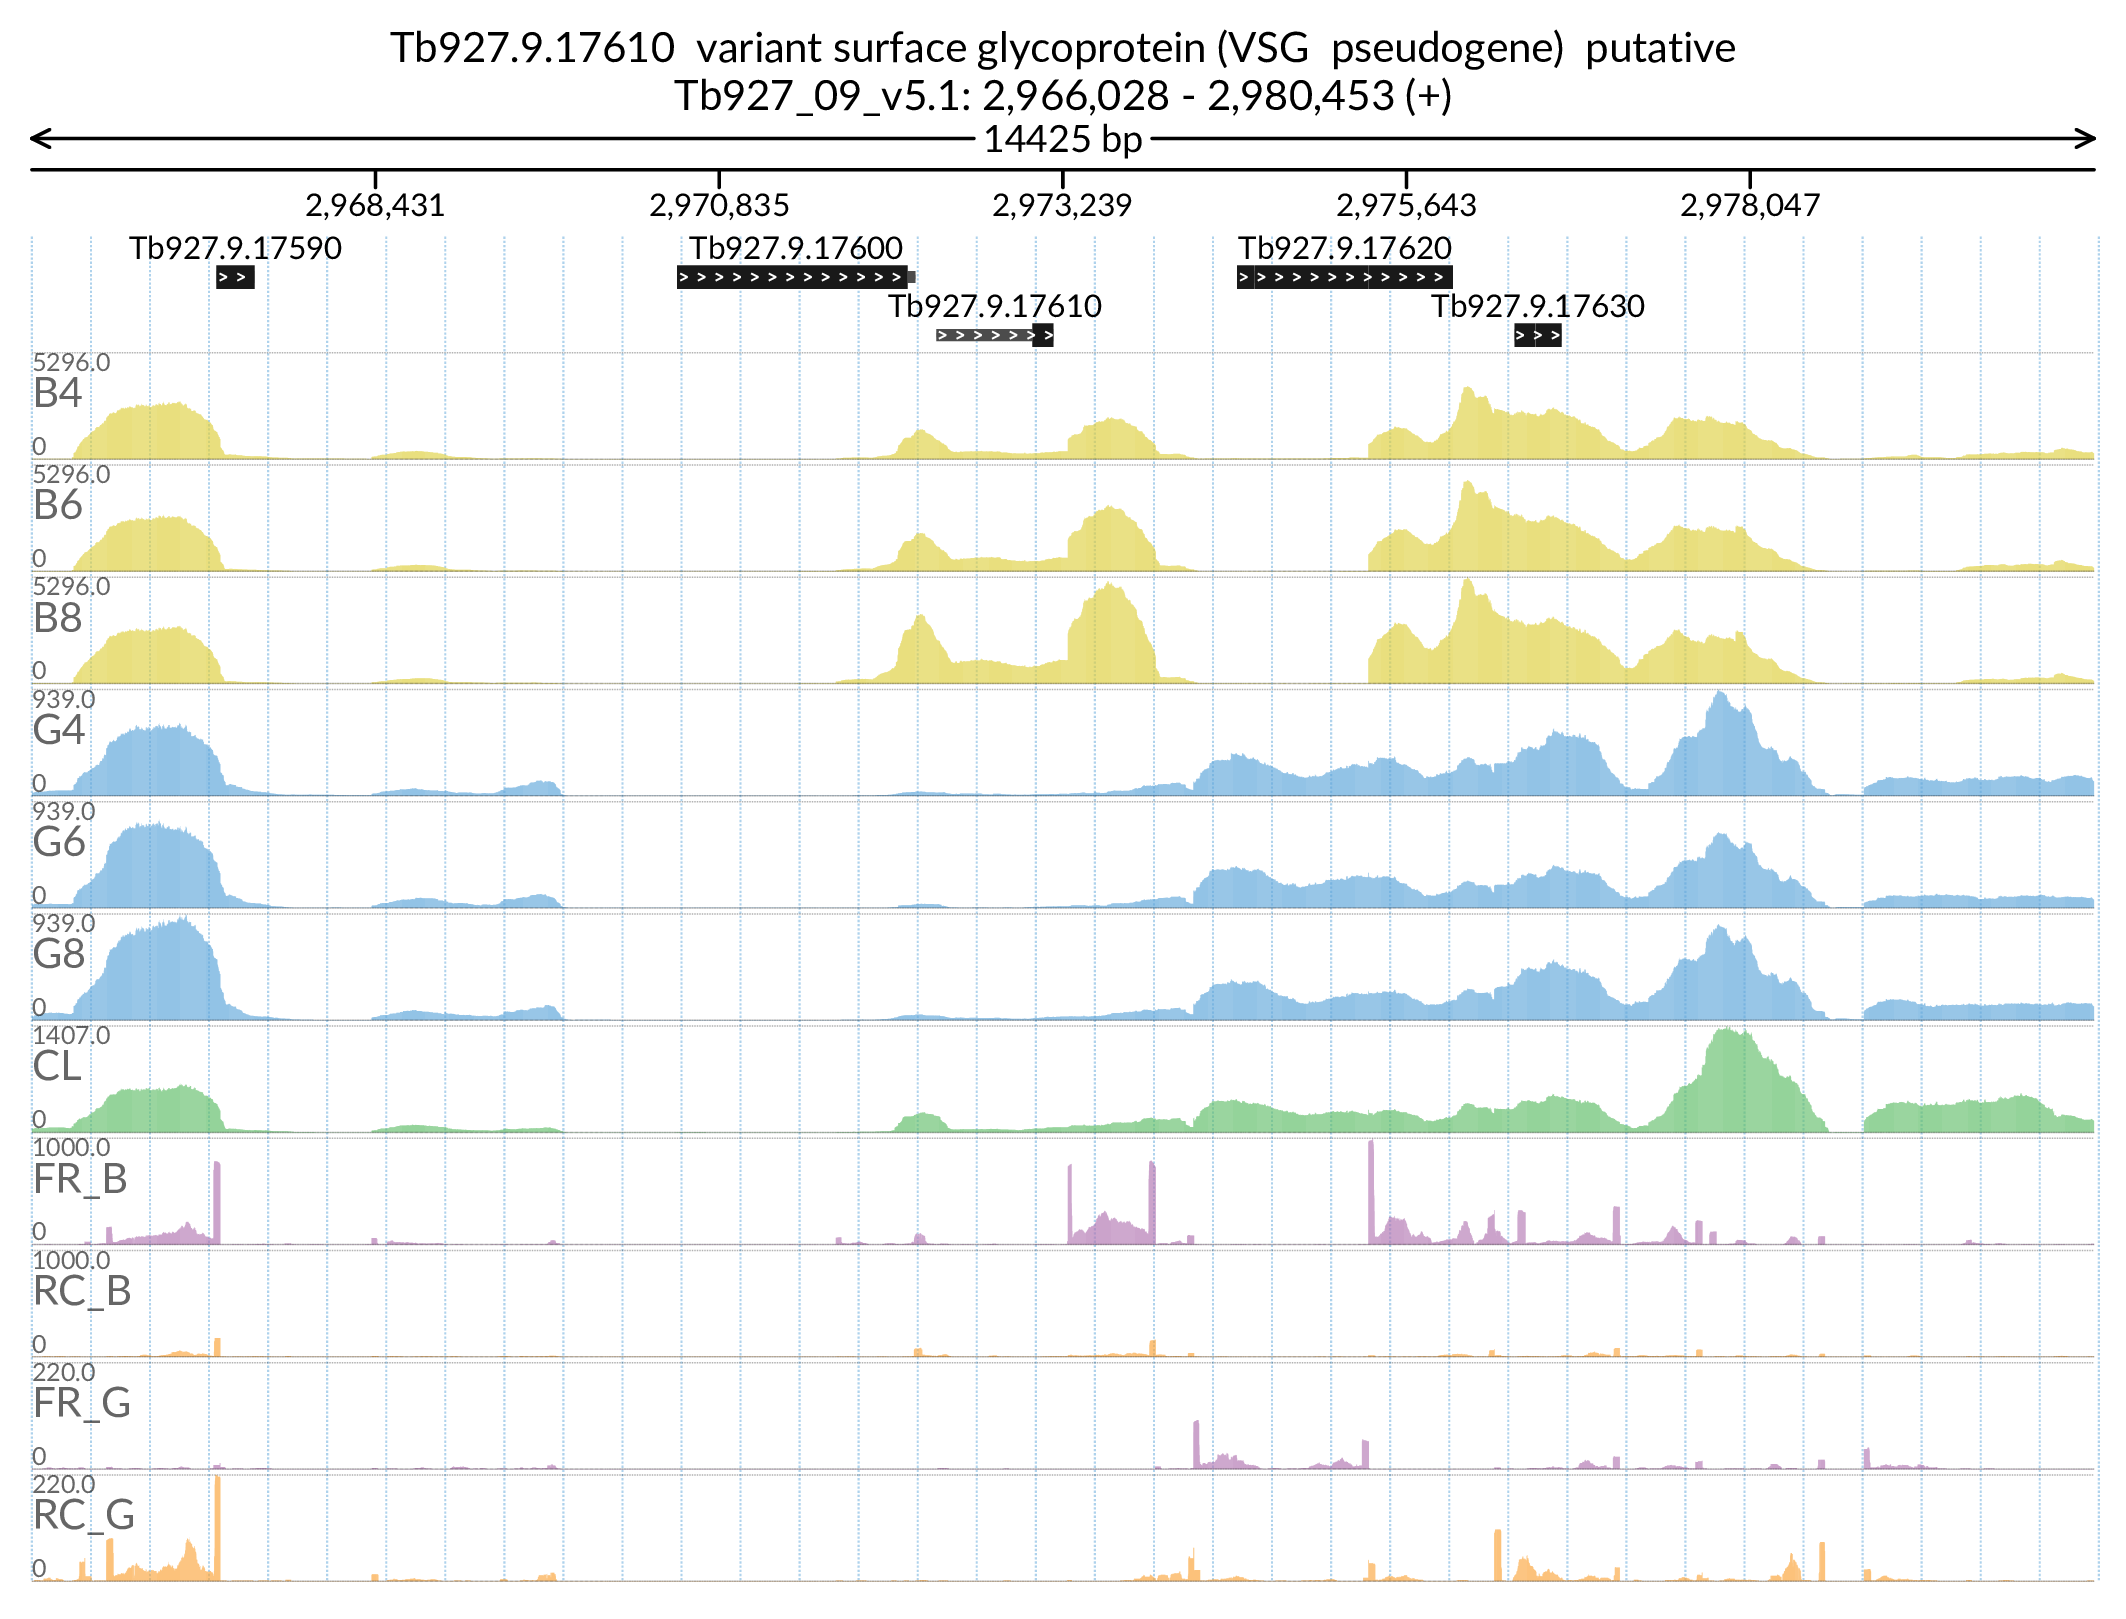 Tb927.9.17610  variant surface glycoprotein (VSG  pseudogene)  putative
Tb927_09_v5.1: 2,966,028 - 2,980,453 (+)
14425 bp
2,968,431 2,970,835 2,973,239 2,975,643 2,978,047
Tb927.9.17590 Tb927.9.17600 Tb927.9.17620
Tb927.9.17610 Tb927.9.17630
5296.0
B4
0
5296.0
B6
0
5296.0
B8
0
939.0
G4
0
939.0
G6
0
939.0
G8
0
1407.0
CL
0
1000.0
FR_B
0
1000.0
RC_B
0
220.0
FR_G
0
220.0
RC_G
0